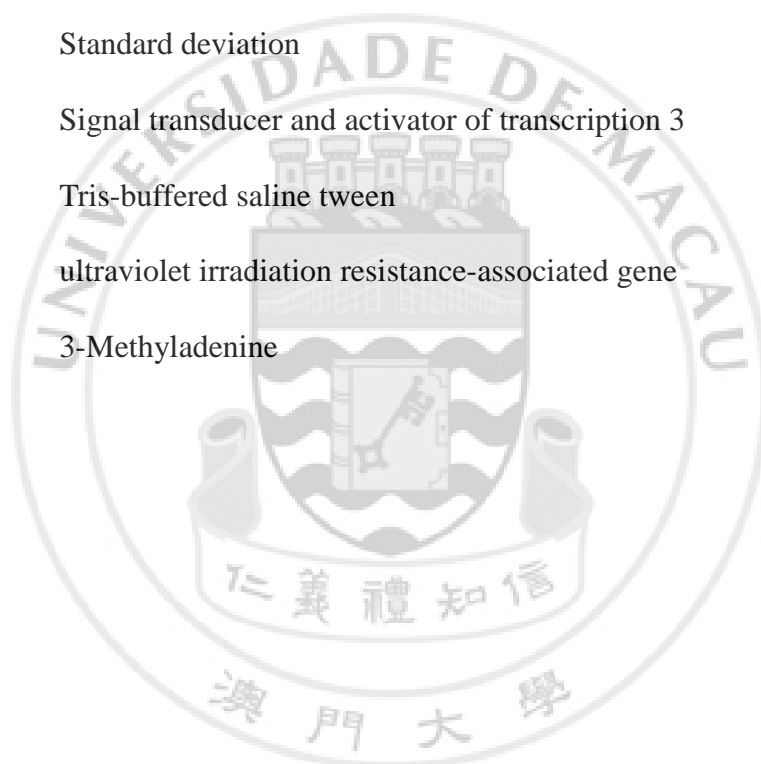 Standard deviation
Signal transducer and activator of transcription 3
Tris-buffered saline tween
ultraviolet irradiation resistance-associated gene
3-Methyladenine
UNIVERSIDADE DE MACAU
仁義禮知信
澳門大學